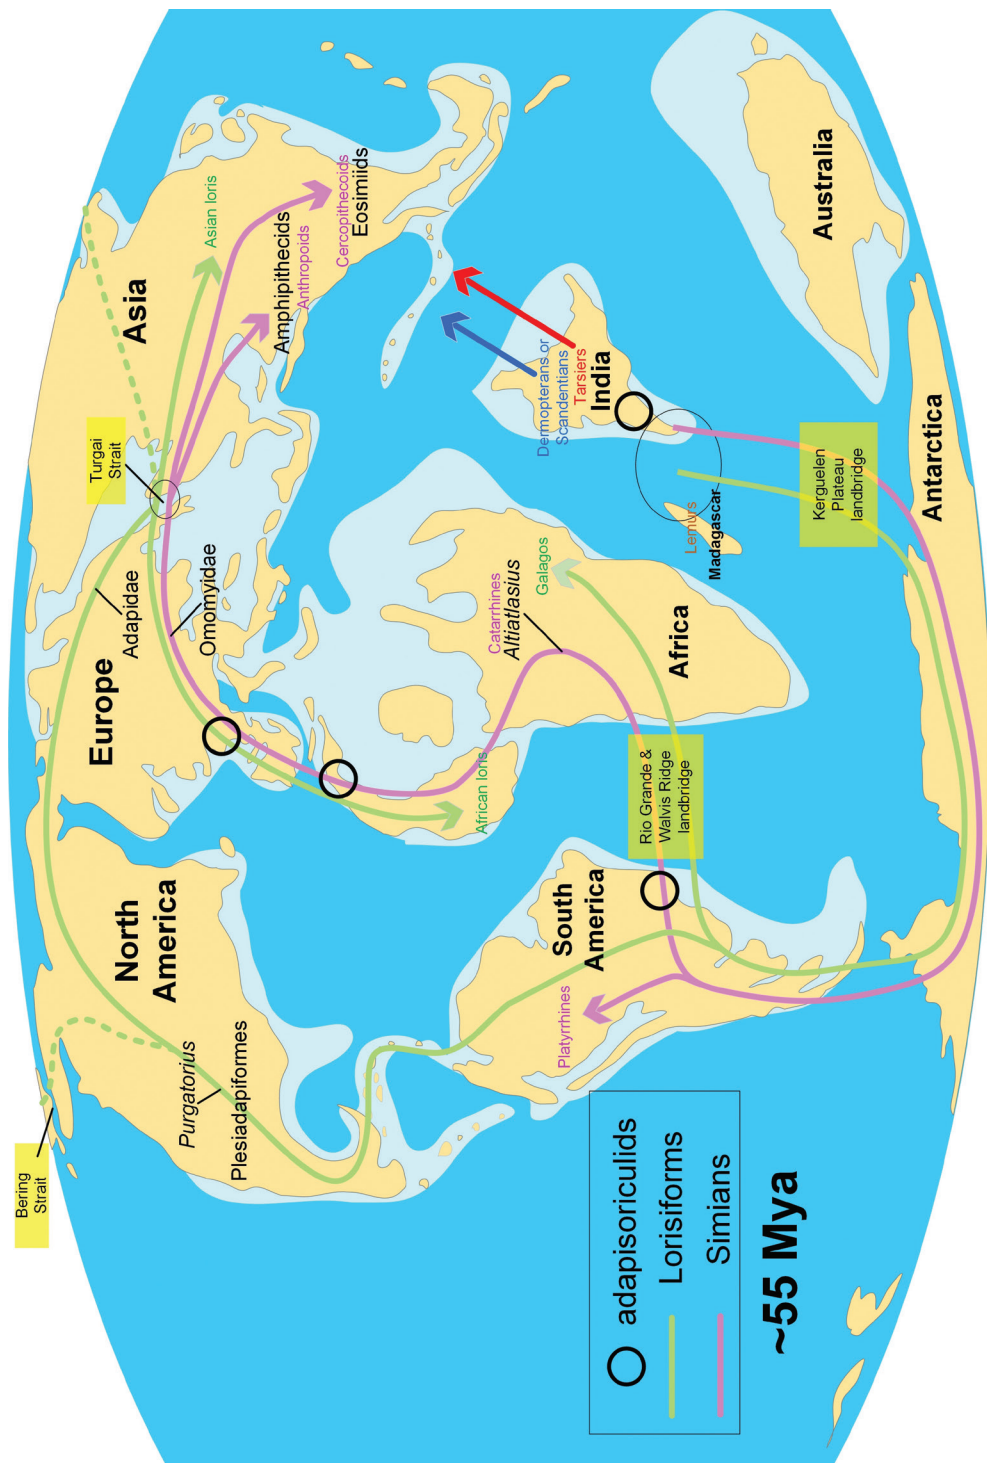 Bering
Strait
Turgai
Strait
Asia
Asian loris
Europe
Adapidae
Omomyidae
Amphipithecids
Anthropoids
Cercopithecoids
Eosimiids
North
America
Purgatorius
Plesiadapiformes
African loris
Catarrhines
Altiatlasius
Galagos
Africa
Dermopterans or
Scandentians
Tarsiers
India
Lemurs
Madagascar
South
America
Platyrrhines
Rio Grande &
Walvis Ridge
landbridge
Kerguelen
Plateau
landbridge
Australia
Antarctica
adapisoriculids
Lorisiforms
Simians
~55 Mya